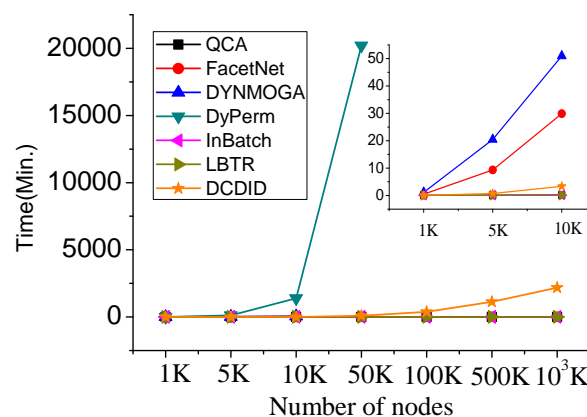 20000
15000
10000
5000
0
Time(Min.)
QCA
FacetNet
DYNMOGA
DyPerm
InBatch
LBTR
DCDID
50
40
30
20
10
0
1K 5K 10K
1K 5K 10K 50K 100K 500K 10³K
Number of nodes